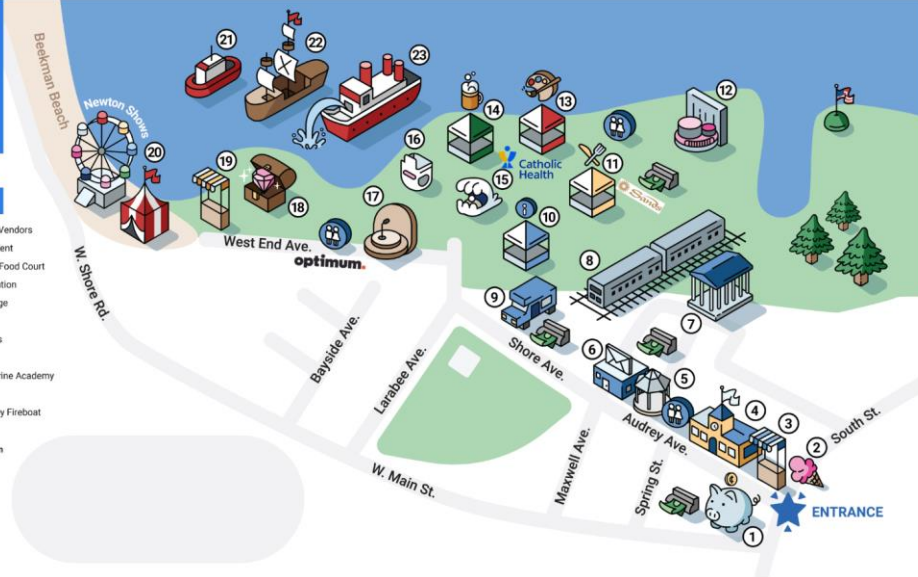 Beekman Beach
Newton Shows
21
22
23
14
13
12
16
Catholic
Health
11
20
19
18
17
15
10
West End Ave.
optimum.
8
W. Shore Rd.
9
7
Bayside Ave.
Larabee Ave.
Shore Ave.
6
5
4
3
2
South St.
Audrey Ave.
Maxwell Ave.
Spring St.
W. Main St.
1
ENTRANCE
Vendors
ent
Food Court
tion
ge
s
rine Academy
y Fireboat
n